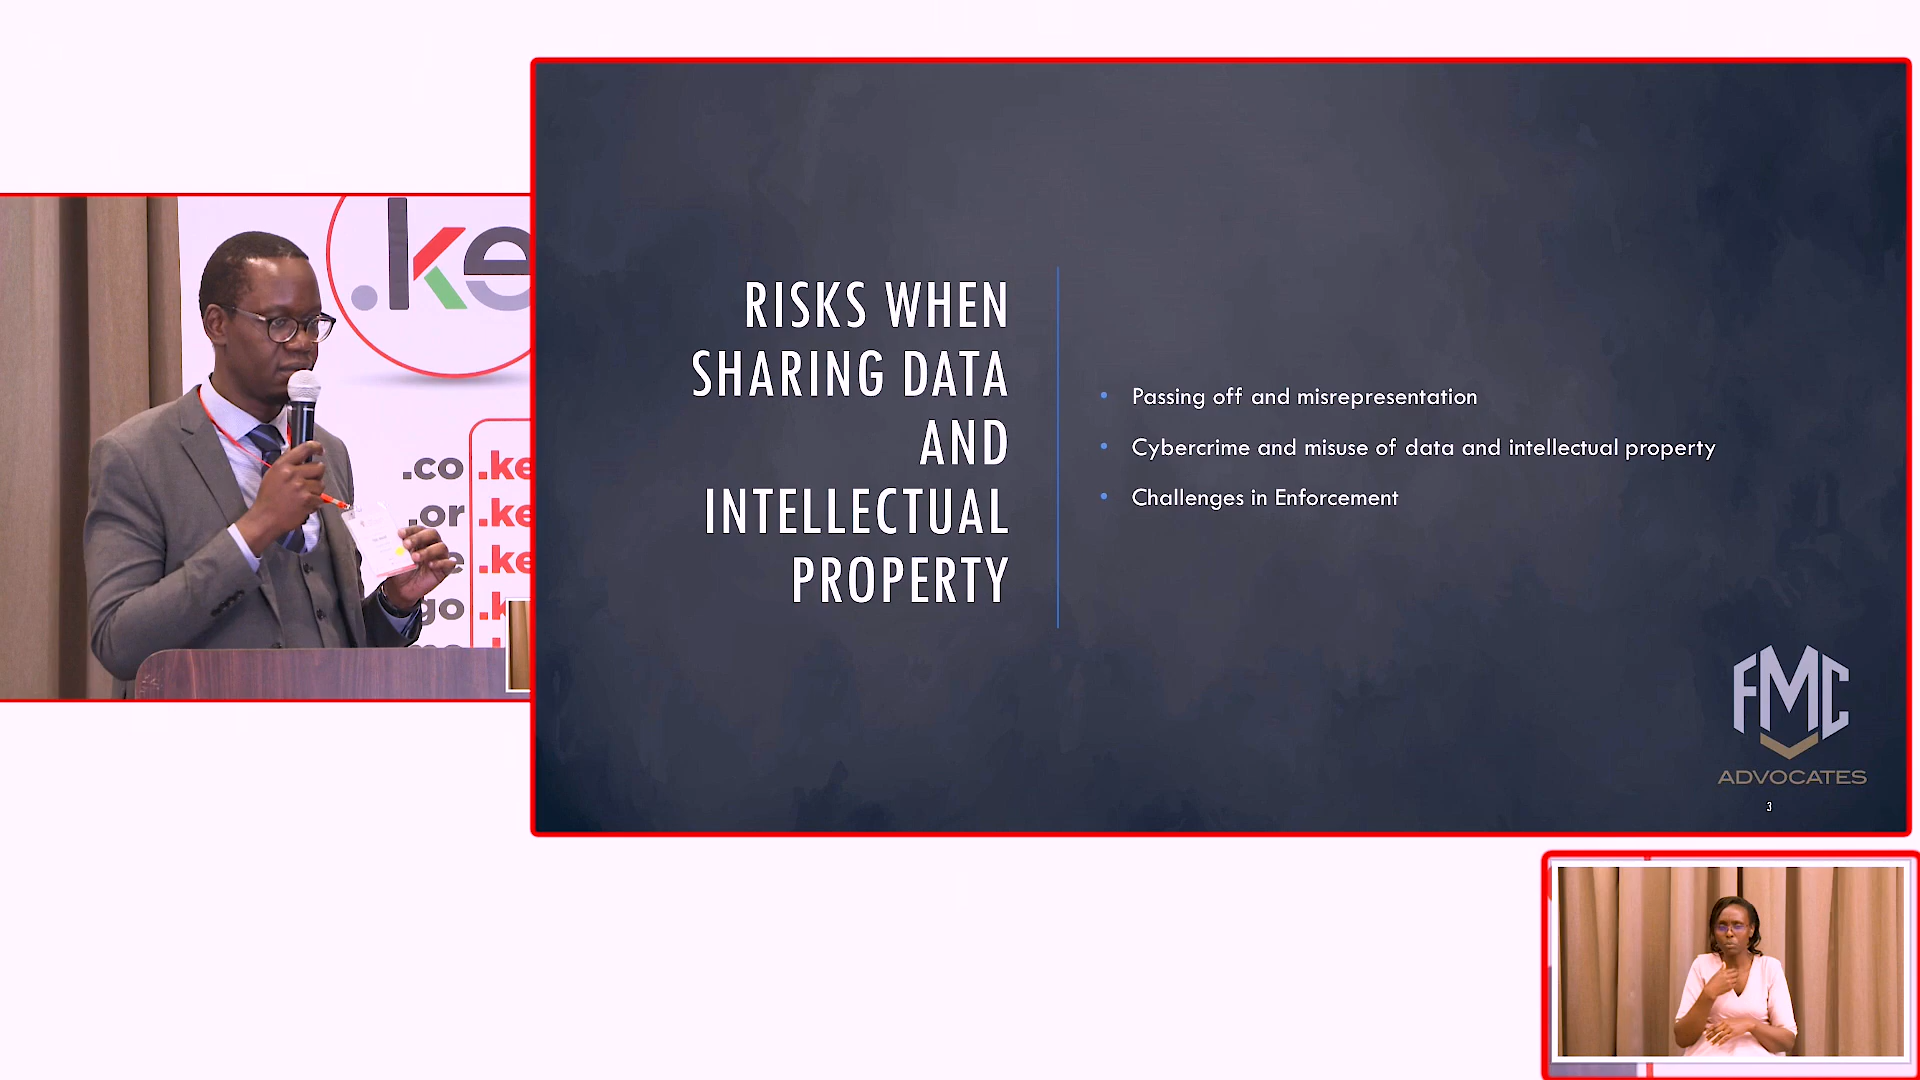 .ke
.co .ke
.or .ke
.ke
go .k
RISKS WHEN
SHARING DATA
AND
INTELLECTUAL
PROPERTY
• Passing off and misrepresentation
• Cybercrime and misuse of data and intellectual property
• Challenges in Enforcement
FMC
ADVOCATES
3